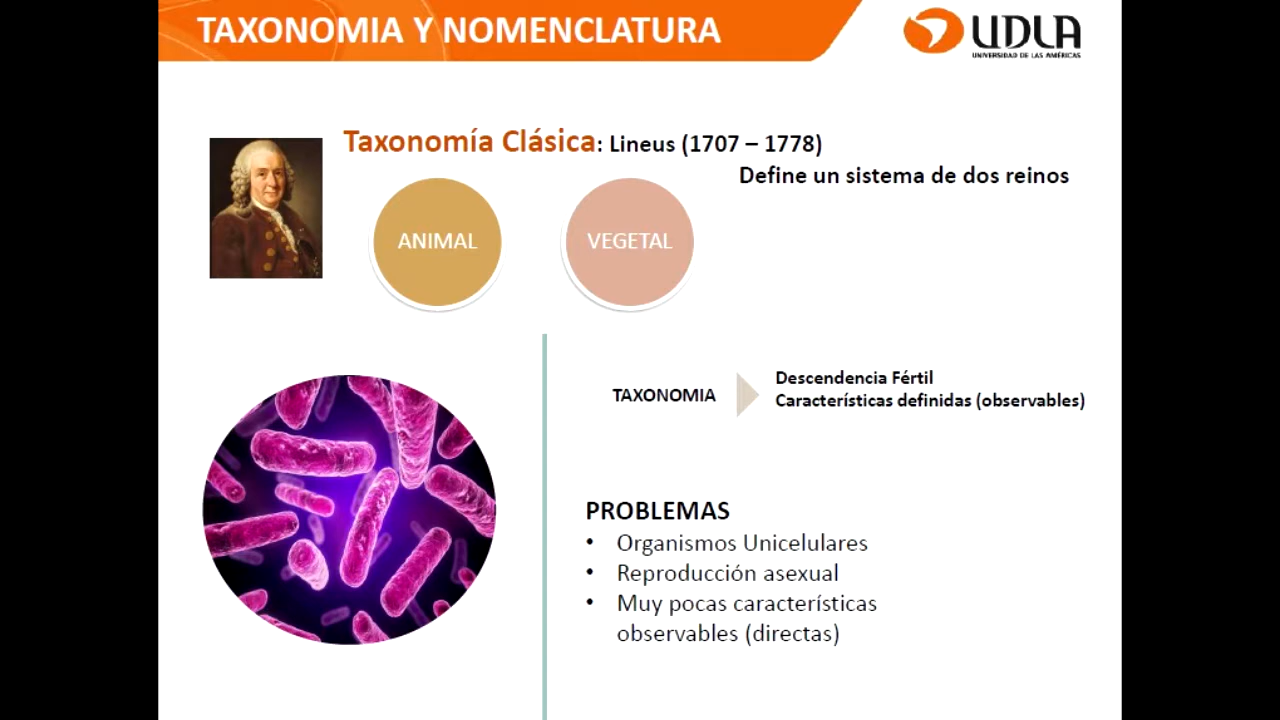 TAXONOMIA Y NOMENCLATURA
UDLA
UNIVERSIDAD DE LAS AMÉRICAS
Taxonomía Clásica: Lineus (1707 – 1778)
Define un sistema de dos reinos
ANIMAL
VEGETAL
TAXONOMIA
Descendencia Fértil
Características definidas (observables)
PROBLEMAS
• Organismos Unicelulares
• Reproducción asexual
• Muy pocas características
observables (directas)